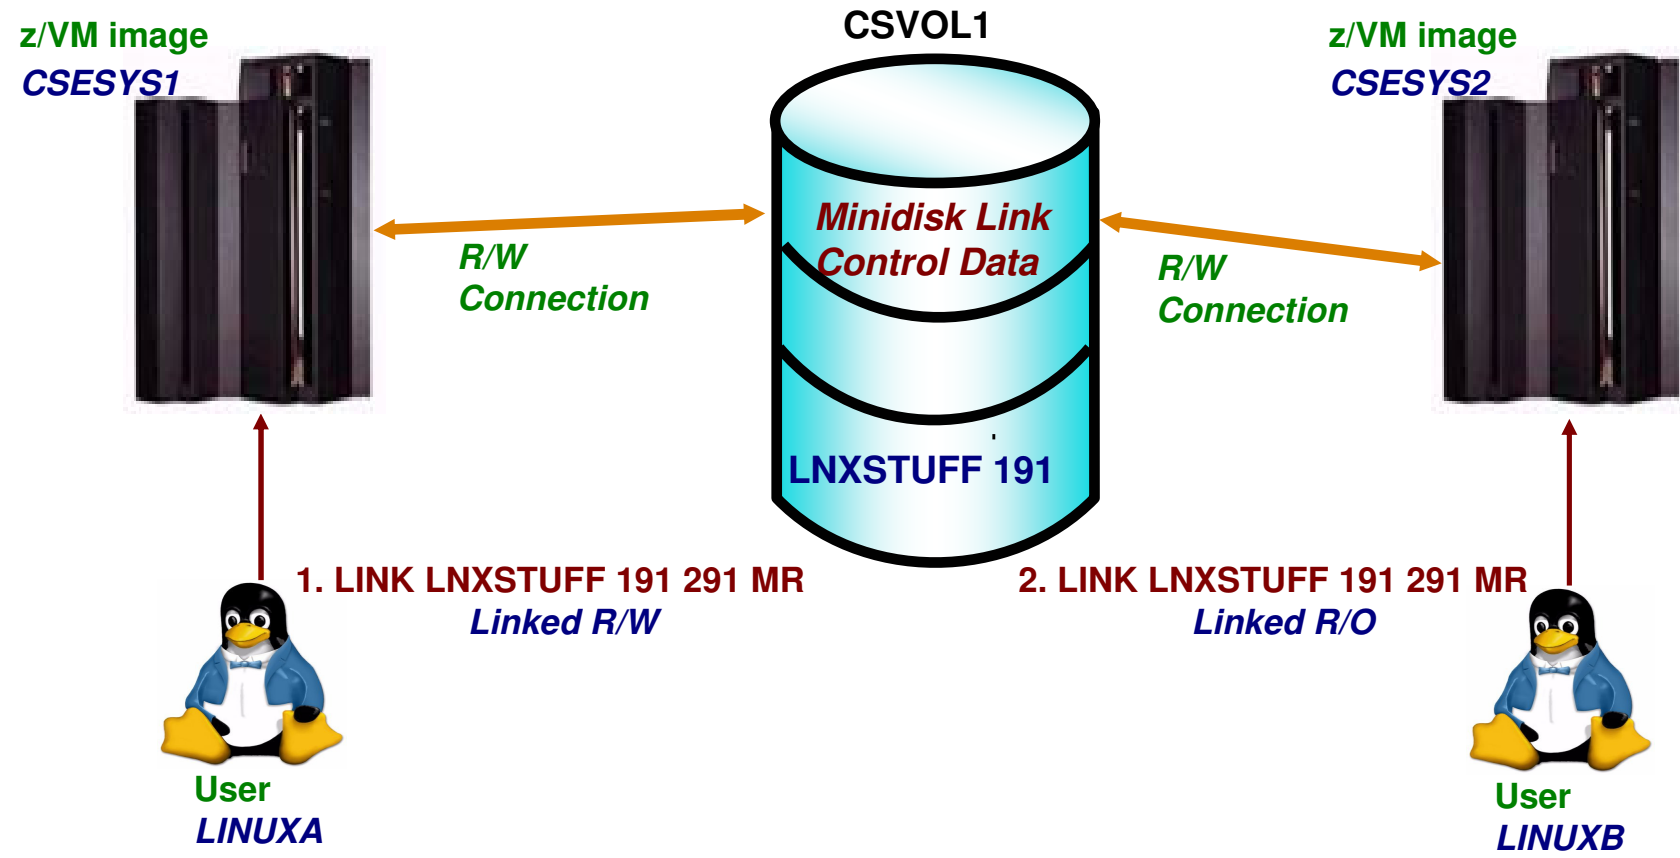 CSVOL1
z/VM image
CSESYS1
z/VM image
CSESYS2
Minidisk Link
Control Data
R/W
Connection
R/W
Connection
LNXSTUFF 191
1. LINK LNXSTUFF 191 291 MR
Linked R/W
2. LINK LNXSTUFF 191 291 MR
Linked R/O
User
LINUXA
User
LINUXB